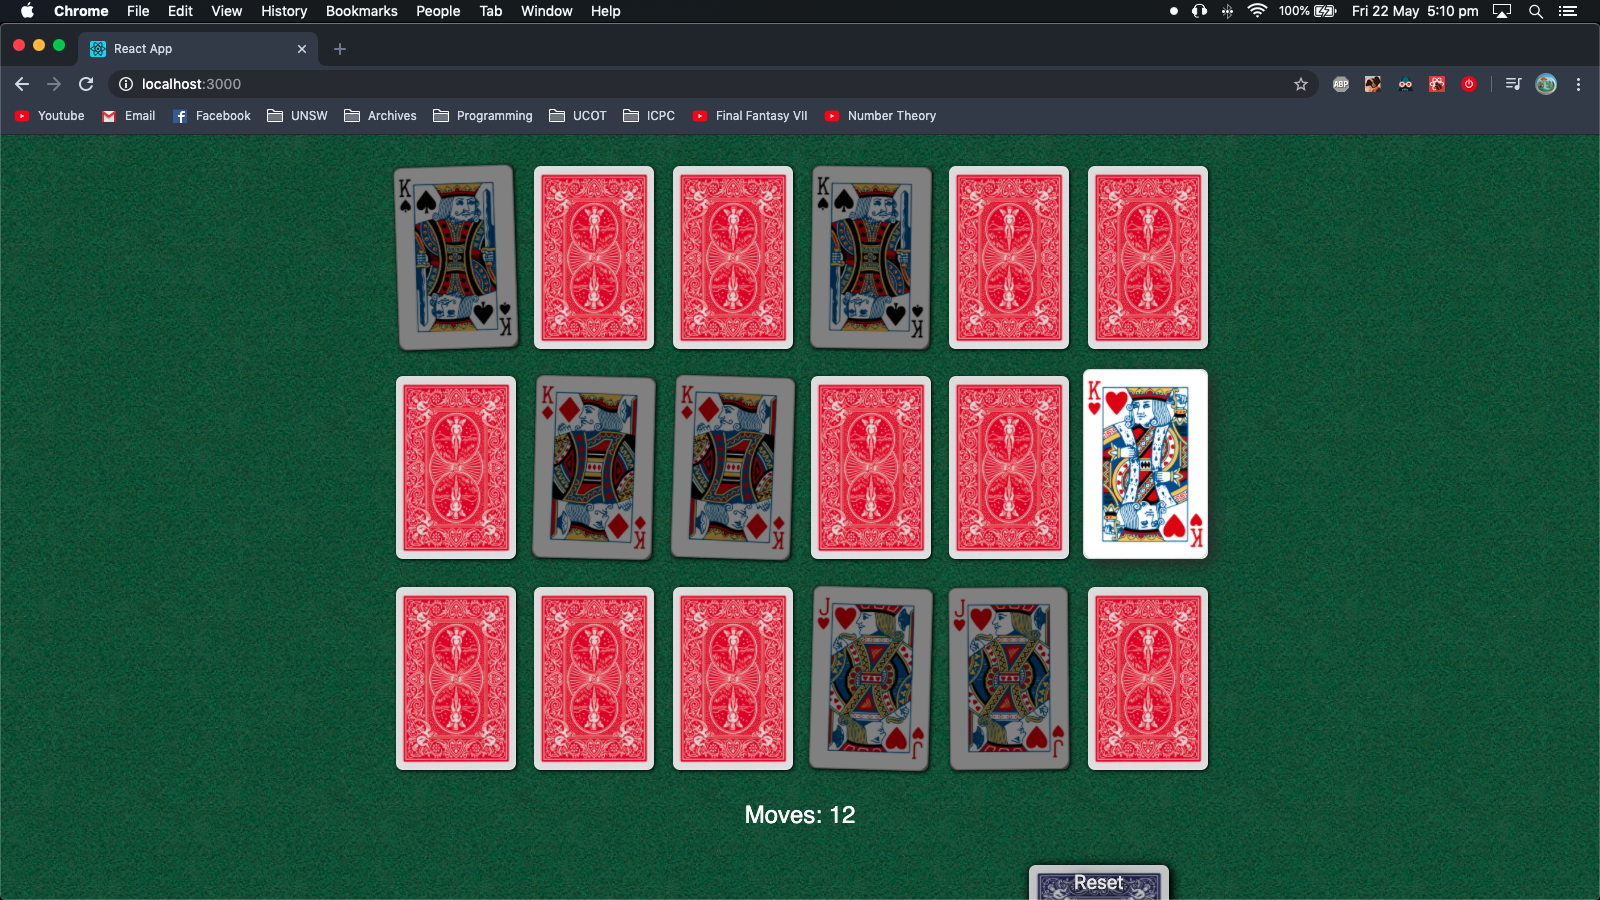 Chrome File Edit View History Bookmarks People Tab Window Help 100% Fri 22 May 5:10 pm
React App
localhost:3000 ABP
Youtube Email Facebook UNSW Archives Programming UCOT ICPC Final Fantasy VII Number Theory
K K
K K
K K K
K K K
J J
J J
Moves: 12
Reset